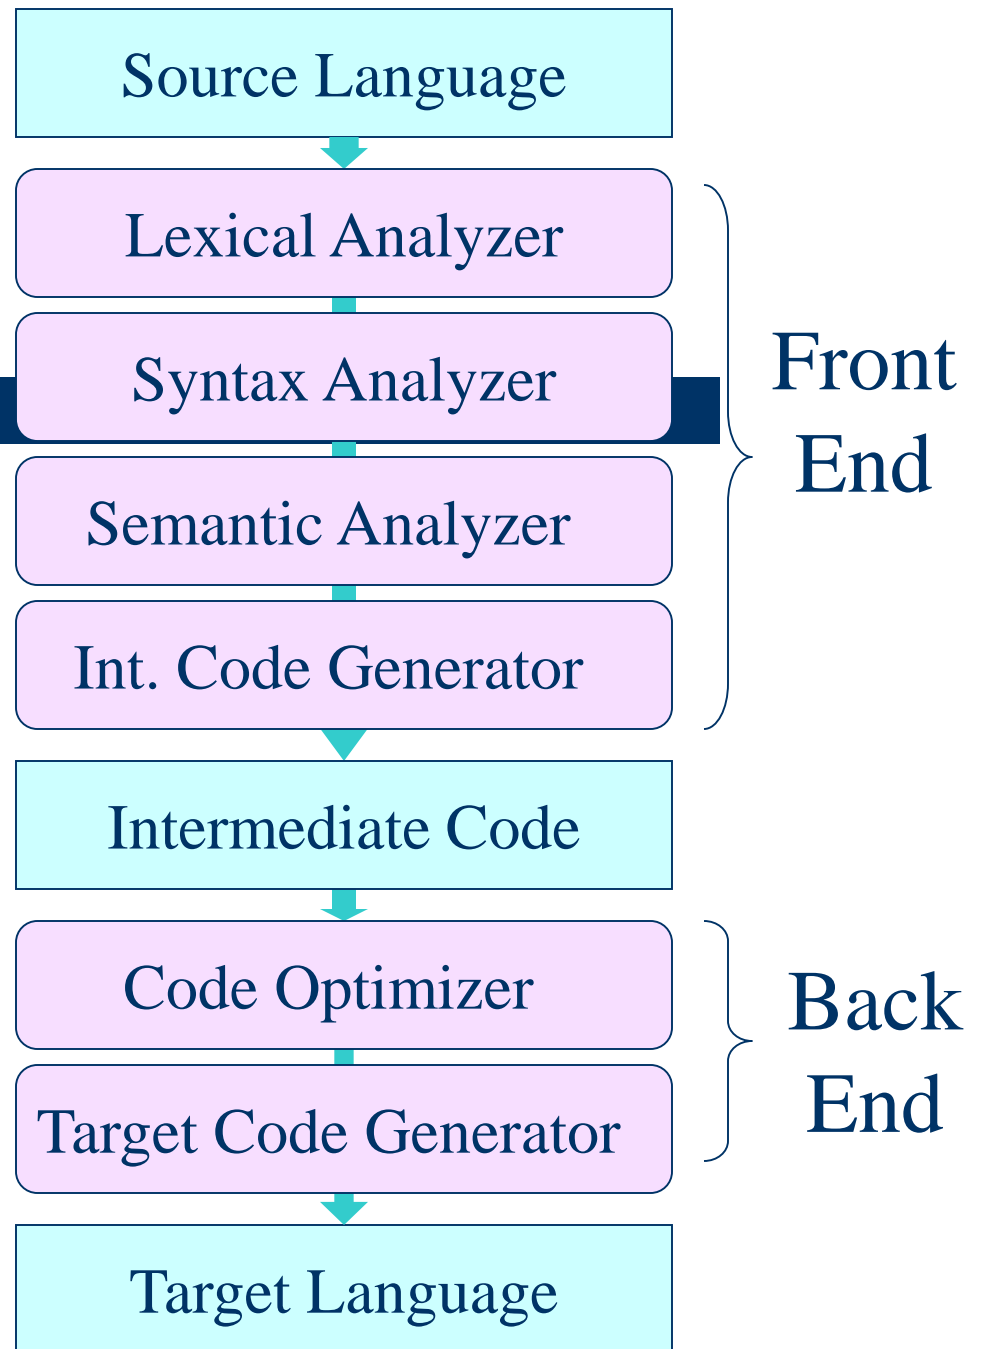 Source Language
Lexical Analyzer
Syntax Analyzer
Semantic Analyzer
Int. Code Generator
Front
End
Intermediate Code
Code Optimizer
Target Code Generator
Back
End
Target Language